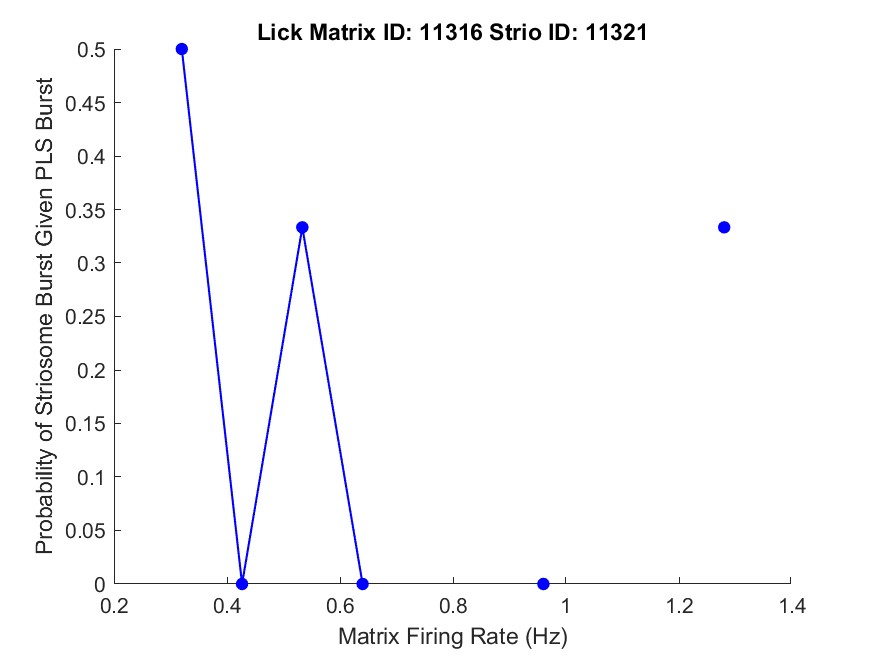 Lick Matrix ID: 11316 Strio ID: 11321
Probability of Striosome Burst Given PLS Burst
0.5
0.45
0.4
0.35
0.3
0.25
0.2
0.15
0.1
0.05
0
0.2 0.4 0.6 0.8 1 1.2 1.4
Matrix Firing Rate (Hz)